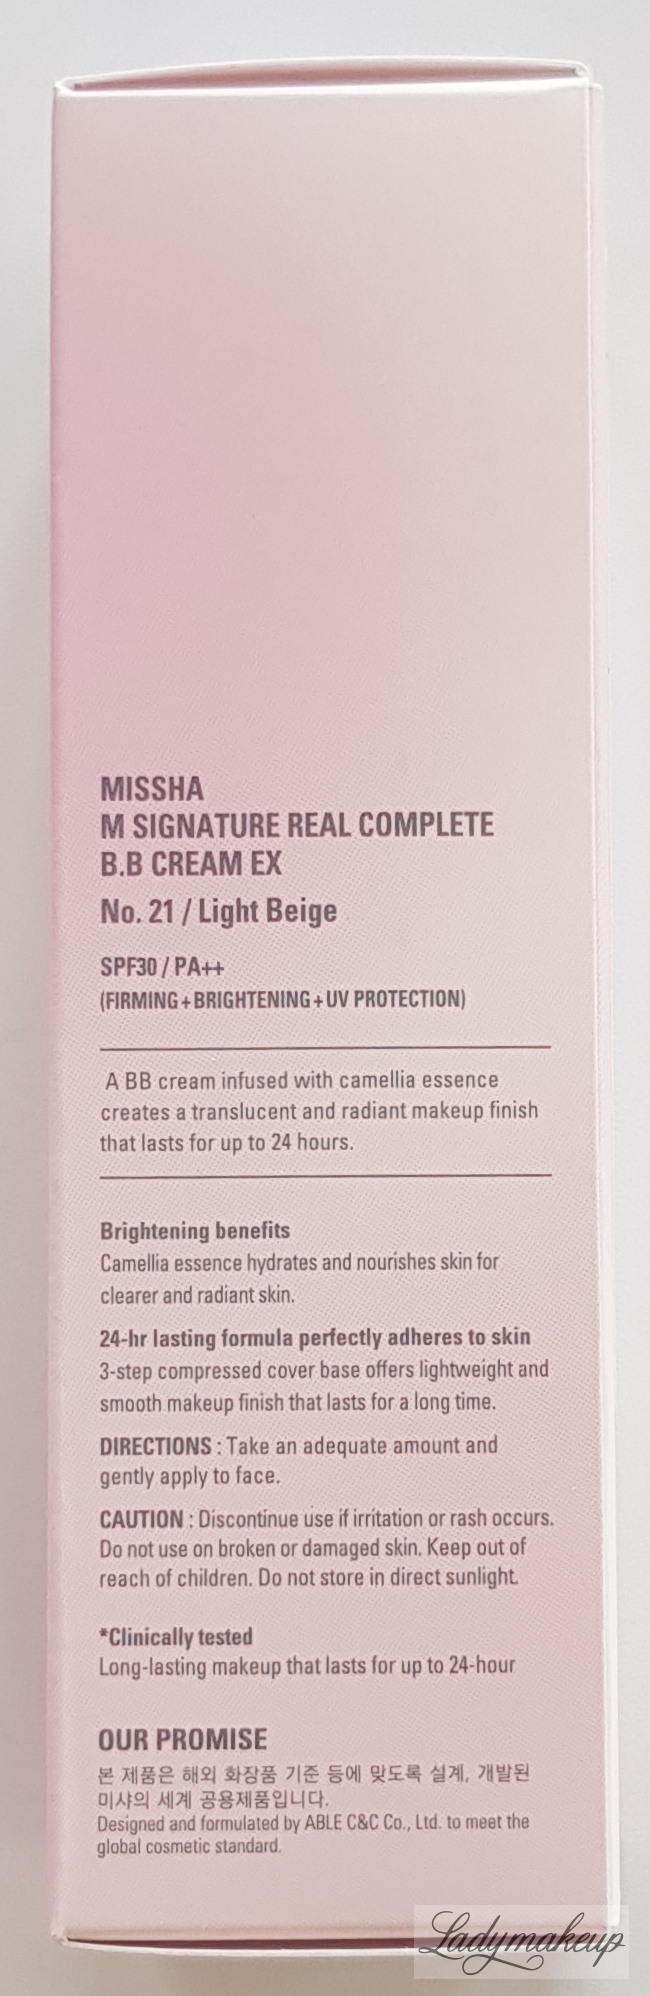 MISSHA
M SIGNATURE REAL COMPLETE
B.B CREAM EX
No. 21 / Light Beige
SPF30 / PA++
(FIRMING+BRIGHTENING+UV PROTECTION)
A BB cream infused with camellia essence
creates a translucent and radiant makeup finish
that lasts for up to 24 hours.
Brightening benefits
Camellia essence hydrates and nourishes skin for
clearer and radiant skin.
24-hr lasting formula perfectly adheres to skin
3-step compressed cover base offers lightweight and
smooth makeup finish that lasts for a long time.
DIRECTIONS : Take an adequate amount and
gently apply to face.
CAUTION : Discontinue use if irritation or rash occurs.
Do not use on broken or damaged skin. Keep out of
reach of children. Do not store in direct sunlight.
*Clinically tested
Long-lasting makeup that lasts for up to 24-hour
OUR PROMISE
본 제품은 해외 화장품 기준 등에 맞도록 설계, 개발된
미샤의 세계 공용제품입니다.
Designed and formulated by ABLE C&C Co., Ltd. to meet the
global cosmetic standard.
Ladymakeup